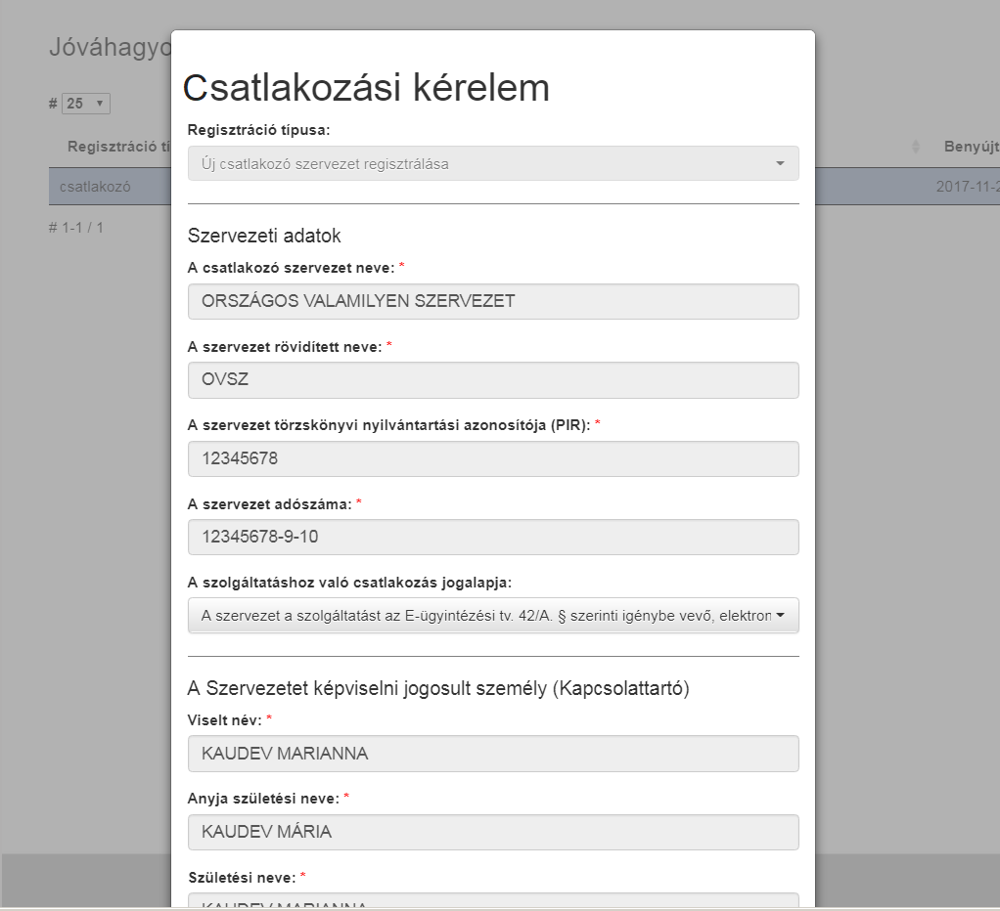 Jóváhagyo
# 25
Regisztráció tí
Benyújt
csatlakozó
2017-11-2
# 1-1 / 1
Csatlakozási kérelem
Regisztráció típusa:
Új csatlakozó szervezet regisztrálása
Szervezeti adatok
A csatlakozó szervezet neve: *
ORSZÁGOS VALAMILYEN SZERVEZET
A szervezet rövidített neve: *
OVSZ
A szervezet törzskönyvi nyilvántartási azonosítója (PIR): *
12345678
A szervezet adószáma: *
12345678-9-10
A szolgáltatáshoz való csatlakozás jogalapja:
A szervezet a szolgáltatást az E-ügyintézési tv. 42/A. § szerinti igénybe vevő, elektron
A Szervezetet képviselni jogosult személy (Kapcsolattartó)
Viselt név: *
KAUDEV MARIANNA
Anyja születési neve: *
KAUDEV MÁRIA
Születési neve: *
KAUDEV MARIANNA